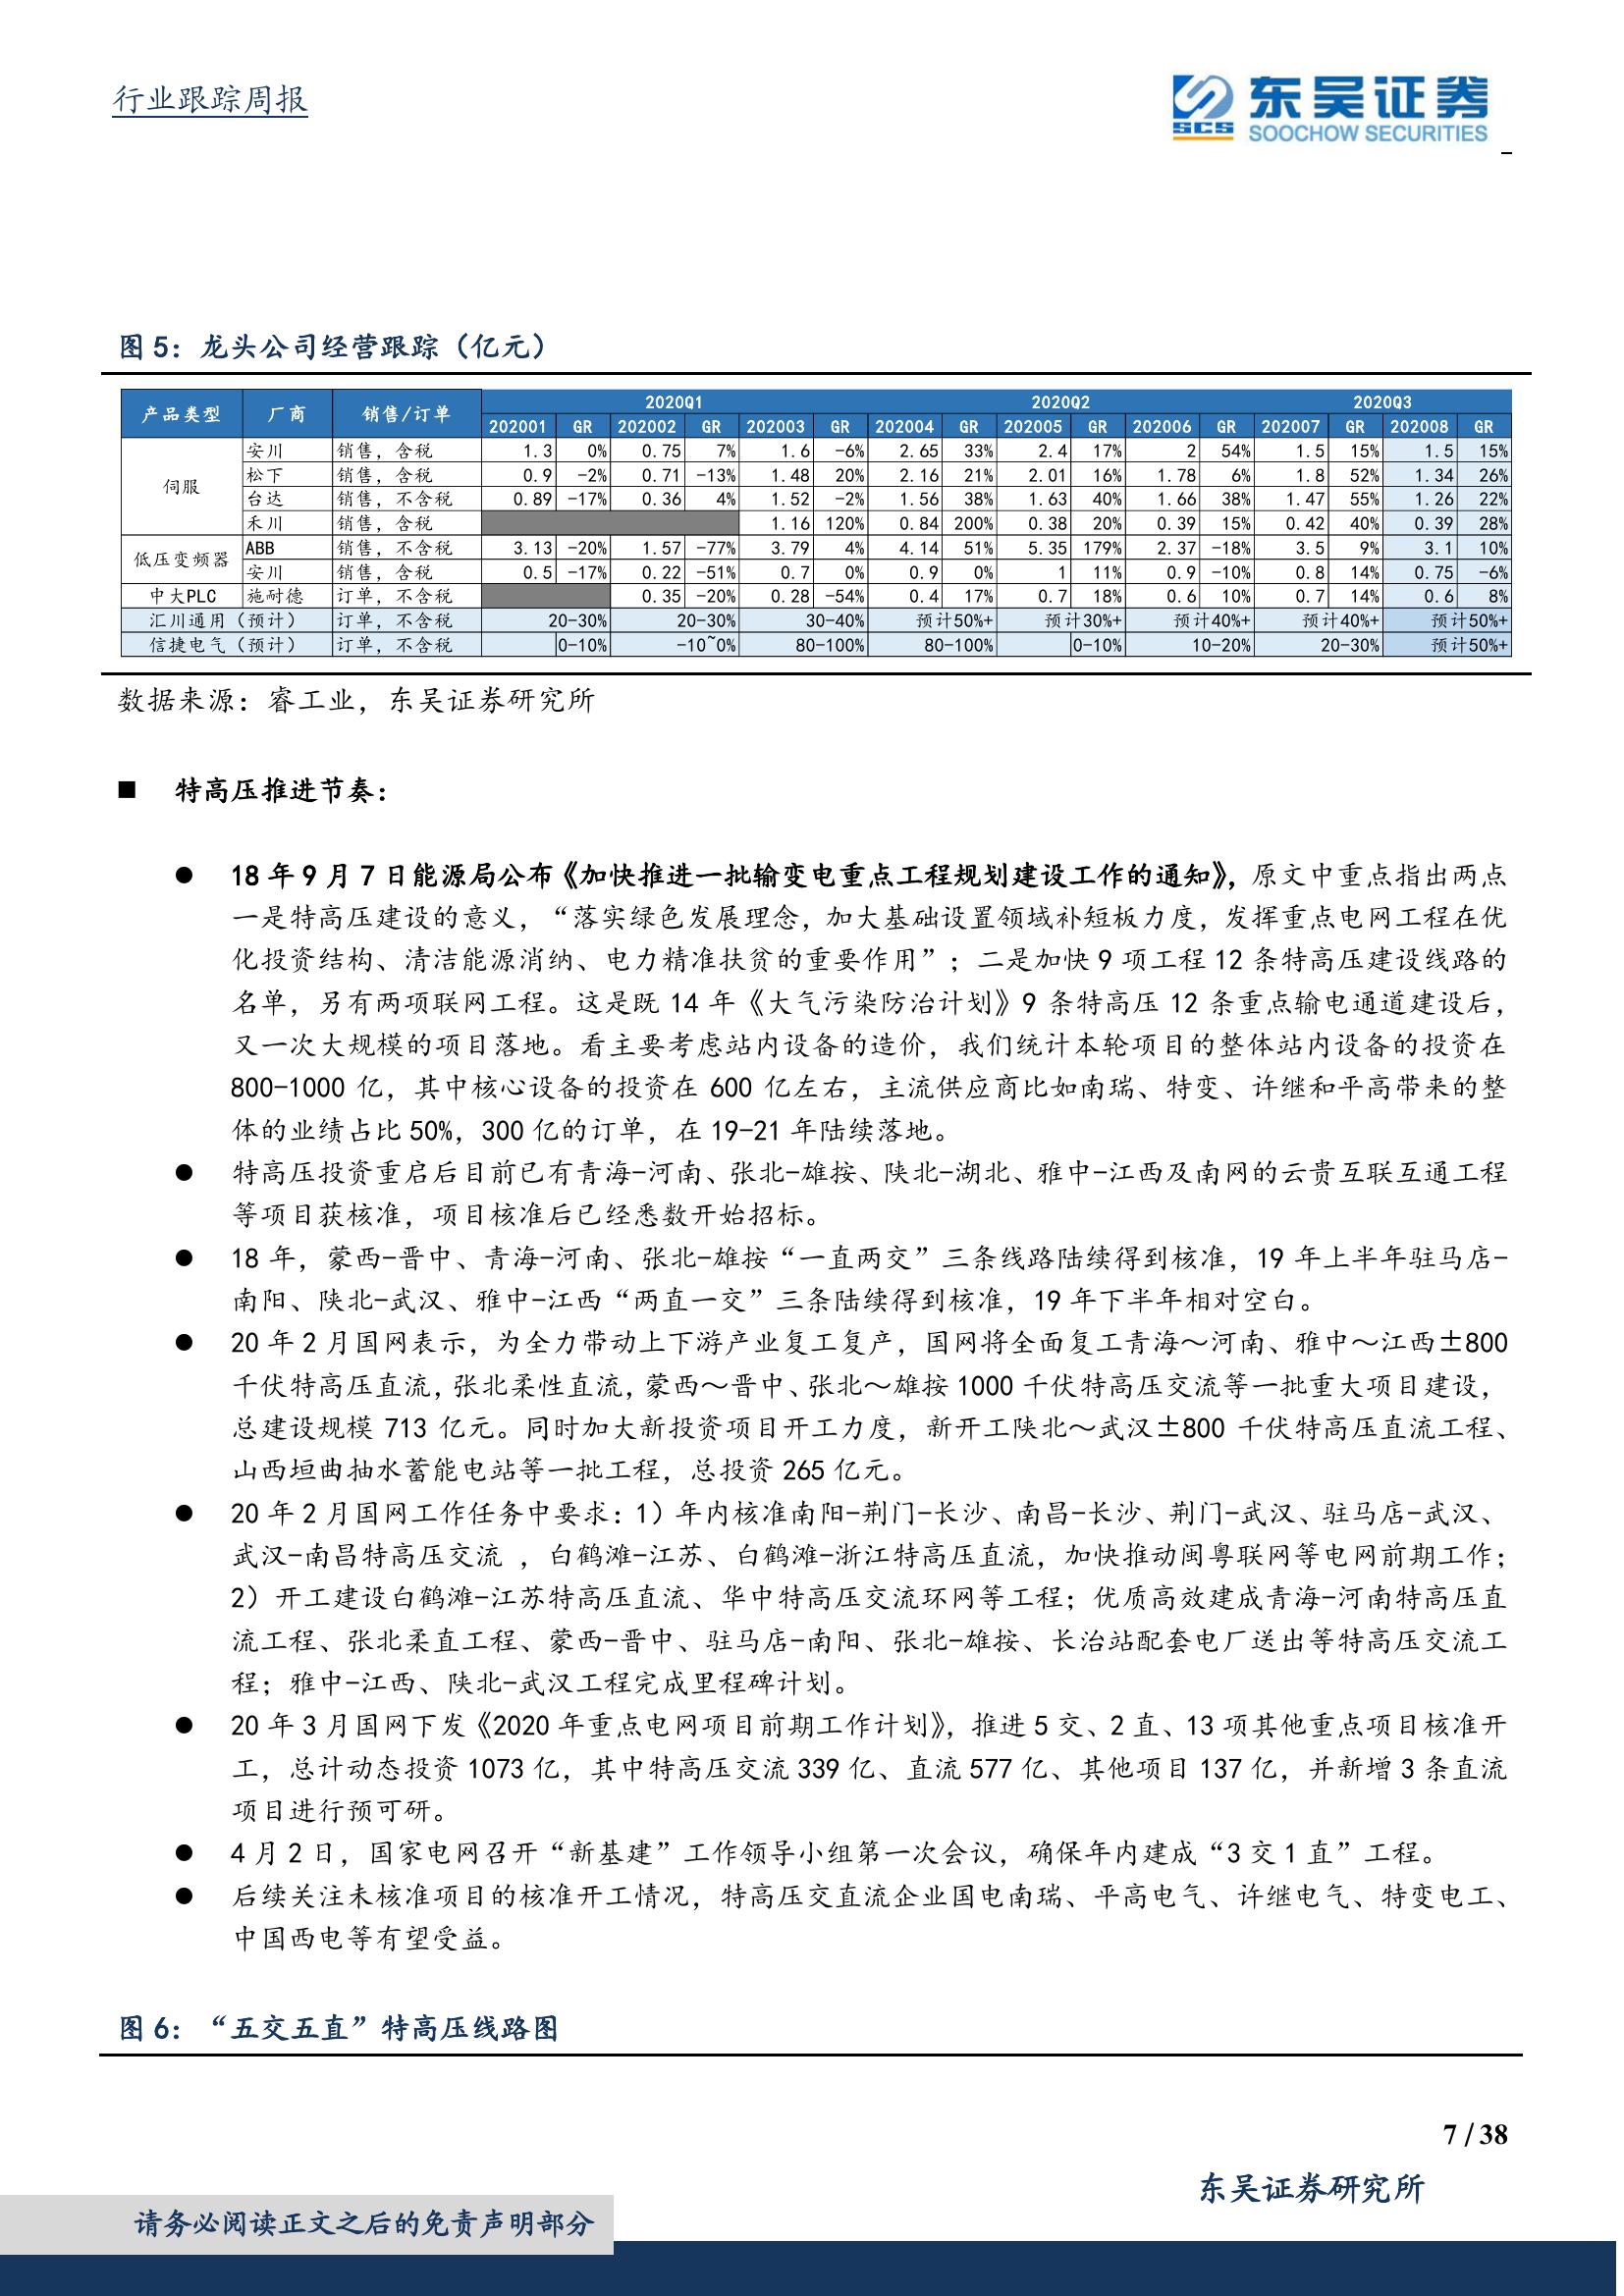 行业跟踪周报
SCS 东吴证券
SOOCHOW SECURITIES
图 5：龙头公司经营跟踪（亿元）
产品类型 厂商 销售/订单 2020Q1 2020Q2 2020Q3
202001 GR 202002 GR 202003 GR 202004 GR 202005 GR 202006 GR 202007 GR 202008 GR
伺服 安川 销售，含税 1.3 0% 0.75 7% 1.6 -6% 2.65 33% 2.4 17% 2 54% 1.5 15% 1.5 15%
松下 销售，含税 0.9 -2% 0.71 -13% 1.48 20% 2.16 21% 2.01 16% 1.78 6% 1.8 52% 1.34 26%
台达 销售，不含税 0.89 -17% 0.36 4% 1.52 -2% 1.56 38% 1.63 40% 1.66 38% 1.47 55% 1.26 22%
禾川 销售，含税 1.16 120% 0.84 200% 0.38 20% 0.39 15% 0.42 40% 0.39 28%
低压变频器 ABB 销售，不含税 3.13 -20% 1.57 -77% 3.79 4% 4.14 51% 5.35 179% 2.37 -18% 3.5 9% 3.1 10%
安川 销售，含税 0.5 -17% 0.22 -51% 0.7 0% 0.9 0% 1 11% 0.9 -10% 0.8 14% 0.75 -6%
中大PLC 施耐德 订单，不含税 0.35 -20% 0.28 -54% 0.4 17% 0.7 18% 0.6 10% 0.7 14% 0.6 8%
汇川通用（预计） 订单，不含税 20-30% 20-30% 30-40% 预计50%+ 预计30%+ 预计40%+ 预计40%+ 预计50%+
信捷电气（预计） 订单，不含税 0-10% -10~0% 80-100% 80-100% 0-10% 10-20% 20-30% 预计50%+
数据来源：睿工业，东吴证券研究所
■ 特高压推进节奏：
● 18 年 9 月 7 日能源局公布《加快推进一批输变电重点工程规划建设工作的通知》，原文中重点指出两点
一是特高压建设的意义，“落实绿色发展理念，加大基础设置领域补短板力度，发挥重点电网工程在优
化投资结构、清洁能源消纳、电力精准扶贫的重要作用”；二是加快 9 项工程 12 条特高压建设线路的
名单，另有两项联网工程。这是既 14 年《大气污染防治计划》9 条特高压 12 条重点输电通道建设后，
又一次大规模的项目落地。看主要考虑站内设备的造价，我们统计本轮项目的整体站内设备的投资在
800-1000 亿，其中核心设备的投资在 600 亿左右，主流供应商比如南瑞、特变、许继和平高带来的整
体的业绩占比 50%，300 亿的订单，在 19-21 年陆续落地。
● 特高压投资重启后目前已有青海-河南、张北-雄按、陕北-湖北、雅中-江西及南网的云贵互联互通工程
等项目获核准，项目核准后已经悉数开始招标。
● 18 年，蒙西-晋中、青海-河南、张北-雄按“一直两交”三条线路陆续得到核准，19 年上半年驻马店-
南阳、陕北-武汉、雅中-江西“两直一交”三条陆续得到核准，19 年下半年相对空白。
● 20 年 2 月国网表示，为全力带动上下游产业复工复产，国网将全面复工青海～河南、雅中～江西±800
千伏特高压直流，张北柔性直流，蒙西～晋中、张北～雄按 1000 千伏特高压交流等一批重大项目建设，
总建设规模 713 亿元。同时加大新投资项目开工力度，新开工陕北～武汉±800 千伏特高压直流工程、
山西垣曲抽水蓄能电站等一批工程，总投资 265 亿元。
● 20 年 2 月国网工作任务中要求：1）年内核准南阳-荆门-长沙、南昌-长沙、荆门-武汉、驻马店-武汉、
武汉-南昌特高压交流 ，白鹤滩-江苏、白鹤滩-浙江特高压直流，加快推动闽粤联网等电网前期工作；
2）开工建设白鹤滩-江苏特高压直流、华中特高压交流环网等工程；优质高效建成青海-河南特高压直
流工程、张北柔直工程、蒙西-晋中、驻马店-南阳、张北-雄按、长治站配套电厂送出等特高压交流工
程；雅中-江西、陕北-武汉工程完成里程碑计划。
● 20 年 3 月国网下发《2020 年重点电网项目前期工作计划》，推进 5 交、2 直、13 项其他重点项目核准开
工，总计动态投资 1073 亿，其中特高压交流 339 亿、直流 577 亿、其他项目 137 亿，并新增 3 条直流
项目进行预可研。
● 4 月 2 日，国家电网召开“新基建”工作领导小组第一次会议，确保年内建成“3 交 1 直”工程。
● 后续关注未核准项目的核准开工情况，特高压交直流企业国电南瑞、平高电气、许继电气、特变电工、
中国西电等有望受益。
图 6：“五交五直”特高压线路图
7 / 38
东吴证券研究所
请务必阅读正文之后的免责声明部分